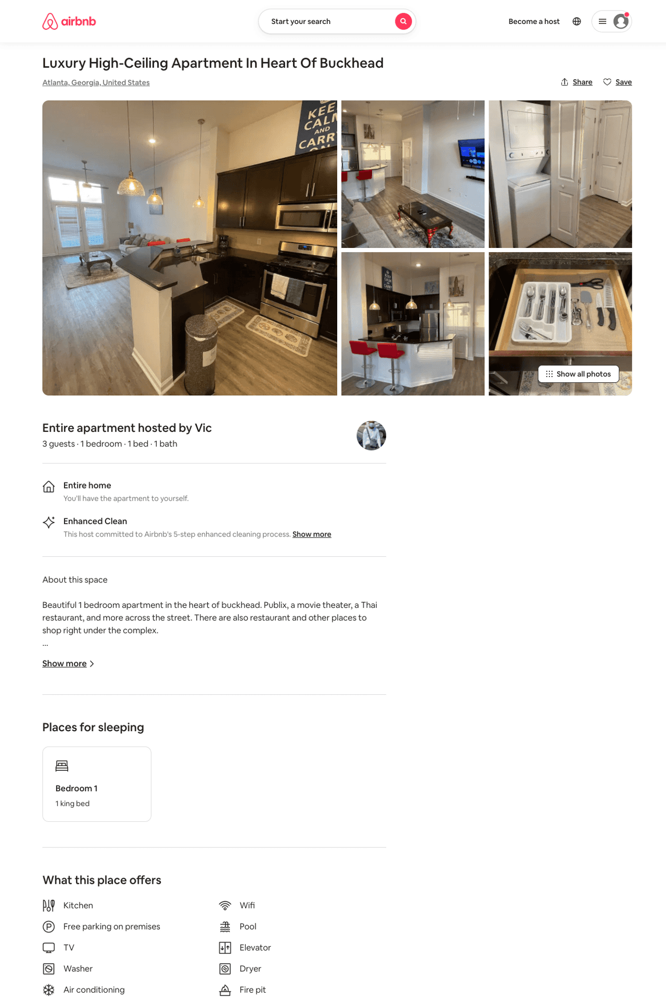 airbnb
Start your search
Become a host
Luxury High-Ceiling Apartment In Heart Of Buckhead
Atlanta, Georgia, United States
Share
Save
KEEP
CALM
AND
CARRY
ON
KEEP
CALM
AND
CARRY
Show all photos
Entire apartment hosted by Vic
3 guests · 1 bedroom · 1 bed · 1 bath
Entire home
You'll have the apartment to yourself.
Enhanced Clean
This host committed to Airbnb's 5-step enhanced cleaning process. Show more
About this space
Beautiful 1 bedroom apartment in the heart of buckhead. Publix, a movie theater, a Thai
restaurant, and more across the street. There are also restaurant and other places to
shop right under the complex.
...
Show more
Places for sleeping
Bedroom 1
1 king bed
What this place offers
Kitchen
Wifi
Free parking on premises
Pool
TV
Elevator
Washer
Dryer
Air conditioning
Fire pit